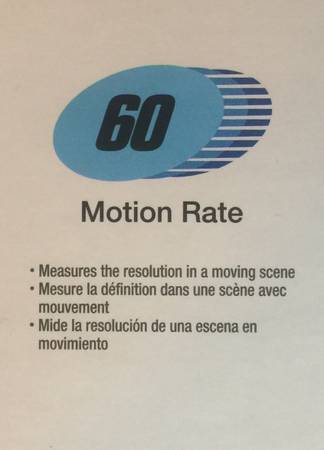 60
Motion Rate
• Measures the resolution in a moving scene
• Mesure la définition dans une scène avec
mouvement
• Mide la resolución de una escena en
movimiento